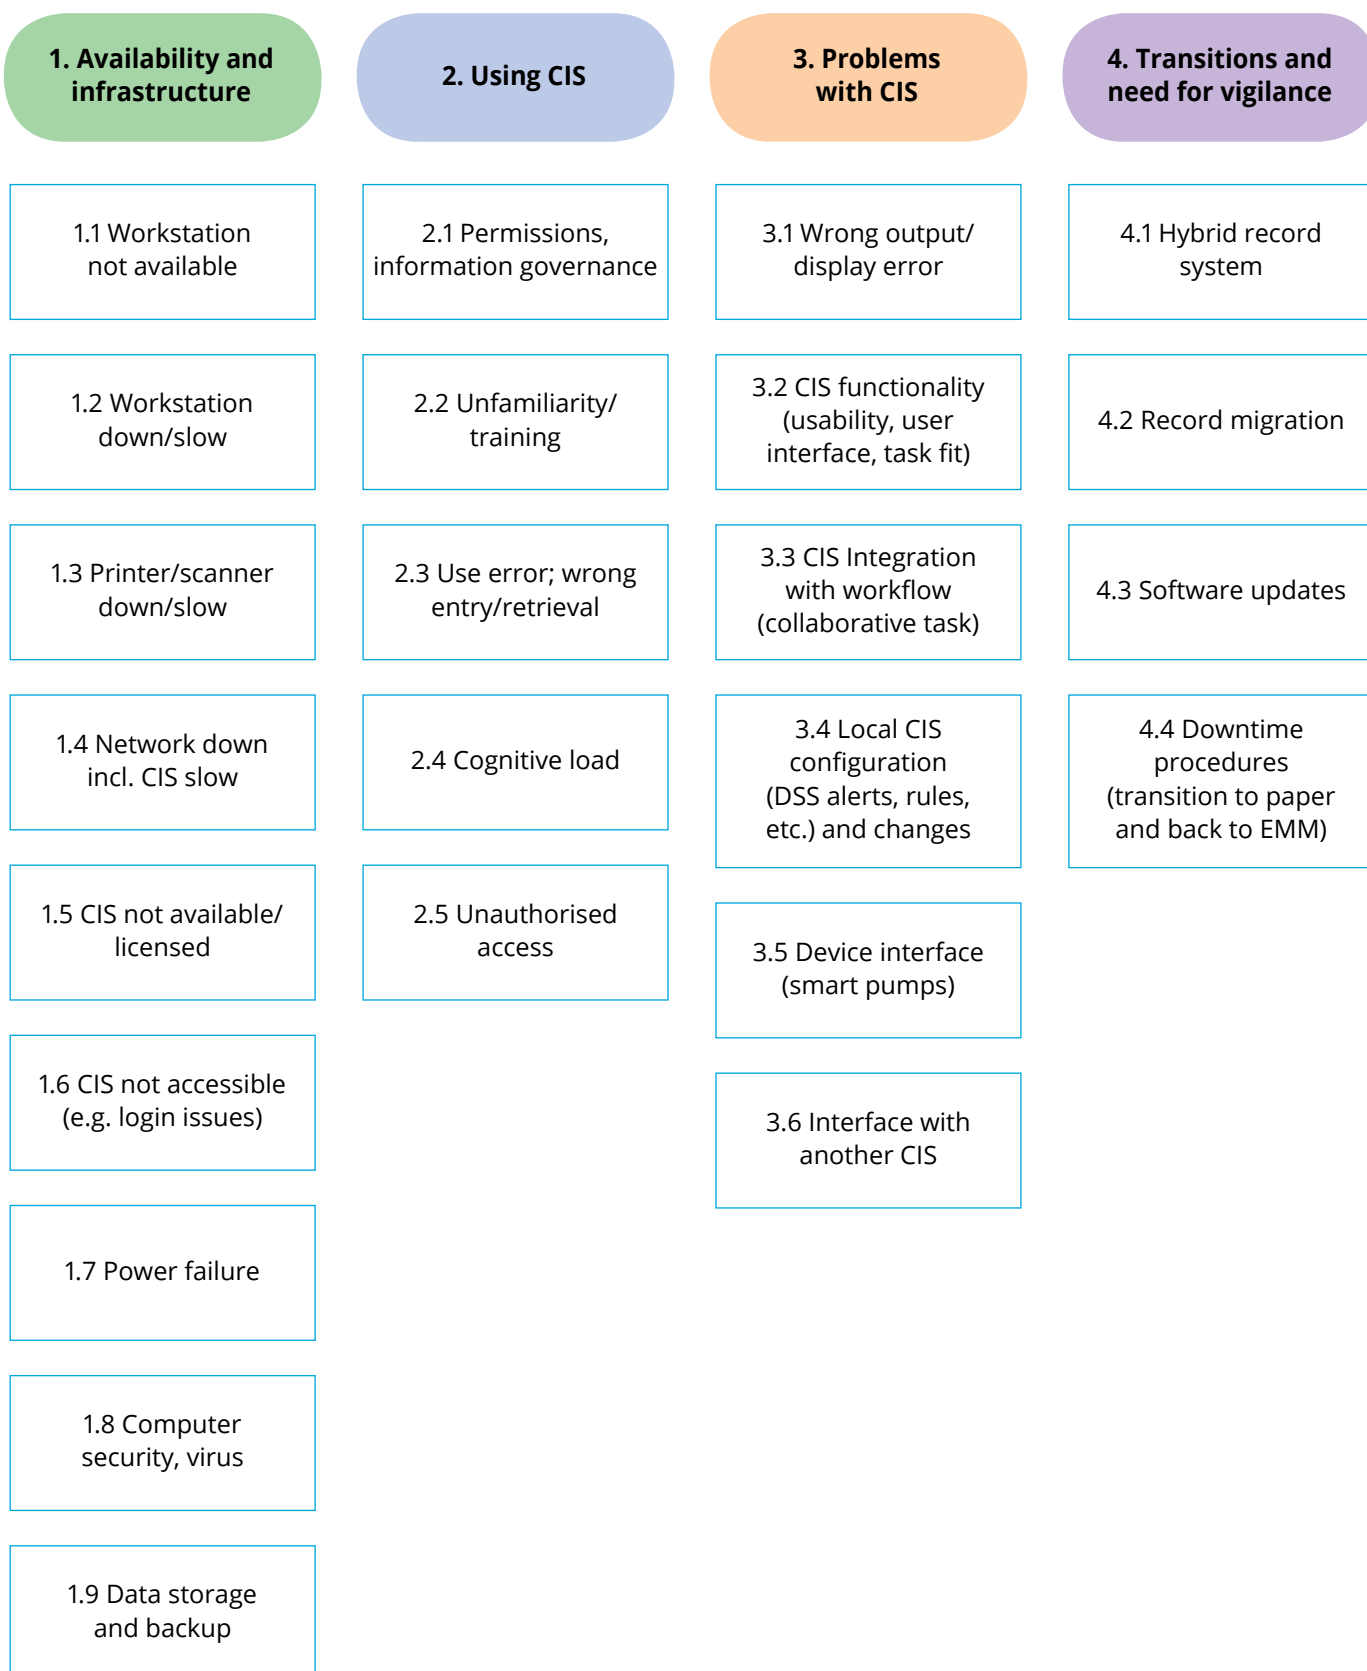 1. Availability and
infrastructure
1.1 Workstation
not available
1.2 Workstation
down/slow
1.3 Printer/scanner
down/slow
1.4 Network down
incl. CIS slow
1.5 CIS not available/
licensed
1.6 CIS not accessible
(e.g. login issues)
1.7 Power failure
1.8 Computer
security, virus
1.9 Data storage
and backup
2. Using CIS
2.1 Permissions,
information governance
2.2 Unfamiliarity/
training
2.3 Use error; wrong
entry/retrieval
2.4 Cognitive load
2.5 Unauthorised
access
3. Problems
with CIS
3.1 Wrong output/
display error
3.2 CIS functionality
(usability, user
interface, task fit)
3.3 CIS Integration
with workflow
(collaborative task)
3.4 Local CIS
configuration
(DSS alerts, rules,
etc.) and changes
3.5 Device interface
(smart pumps)
3.6 Interface with
another CIS
4. Transitions and
need for vigilance
4.1 Hybrid record
system
4.2 Record migration
4.3 Software updates
4.4 Downtime
procedures
(transition to paper
and back to EMM)